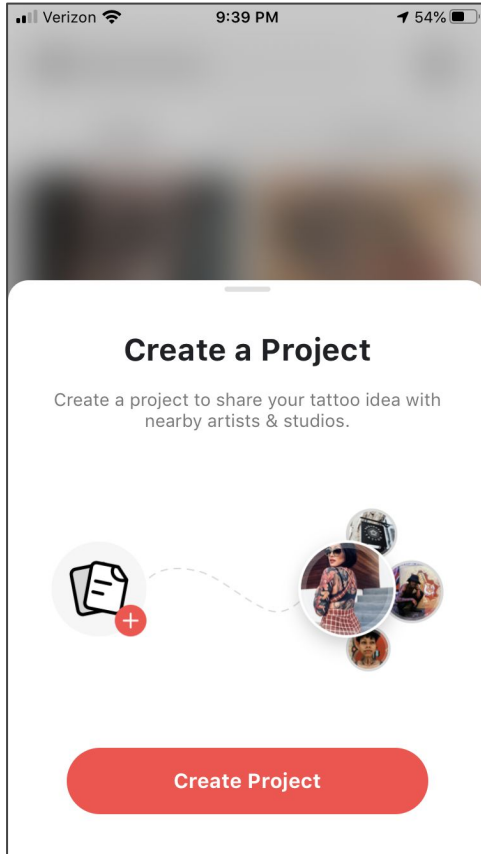 Verizon 9:39 PM 54%
Create a Project
Create a project to share your tattoo idea with
nearby artists & studios.
Create Project